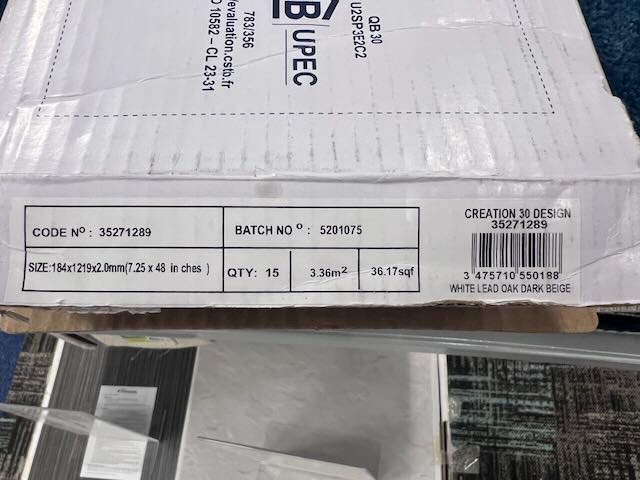 B UPEC
QB 30
U2SP3E2C2
783/356
evaluation.cstb.fr
10582 – CL 23-31
CODE Nº : 35271289
BATCH NO º : 5201075
SIZE:184x1219x2.0mm(7.25 x 48 in ches )
QTY: 15
3.36m²
36.17sqf
CREATION 30 DESIGN
35271289
3 475710 550188
WHITE LEAD OAK DARK BEIGE